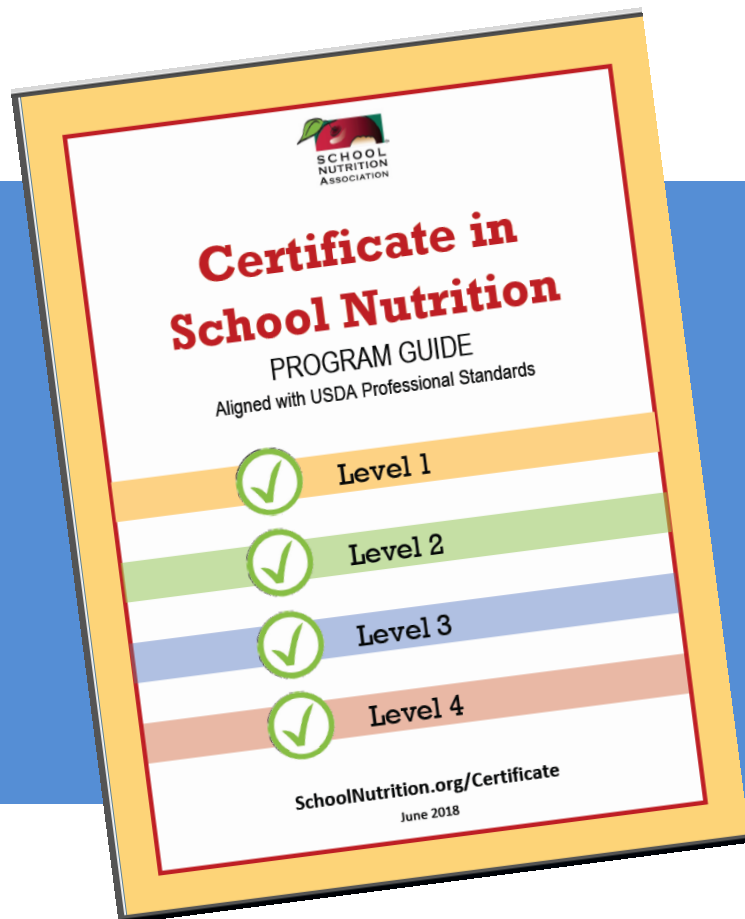 SCHOOL
NUTRITION
ASSOCIATION
Certificate in
School Nutrition
PROGRAM GUIDE
Aligned with USDA Professional Standards
Level 1
Level 2
Level 3
Level 4
SchoolNutrition.org/Certificate
June 2018